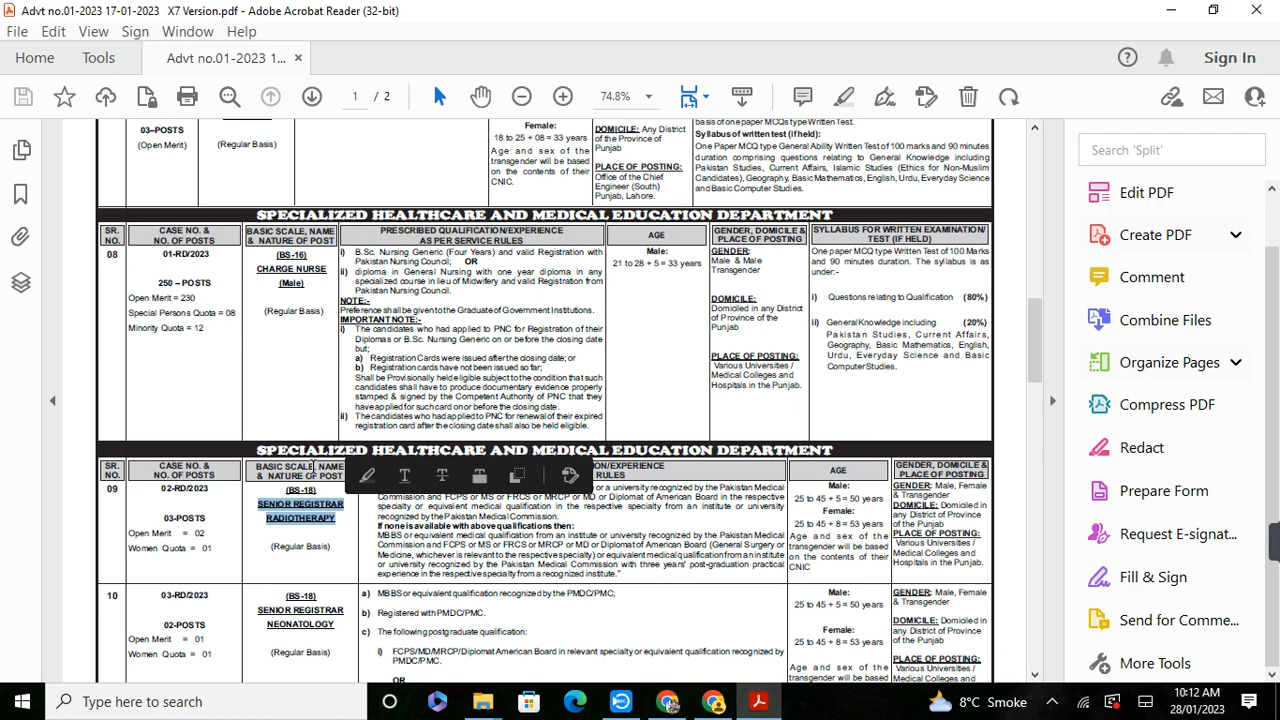 Advt no.01-2023 17-01-2023 X7 Version.pdf - Adobe Acrobat Reader (32-bit)
File Edit View Sign Window Help
Home Tools Advt no.01-2023 1... × Sign In
1 / 2 74.8%
03–POSTS
(Open Merit)
(Regular Basis)
Female:
18 to 25 + 08 = 33 years
Age and sex of the
transgender will be based
on the contents of their
CNIC.
DOMICILE: Any District
of the Province of
Punjab
PLACE OF POSTING:
Office of the Chief
Engineer (South)
Punjab, Lahore.
basis of one paper MCQs type Written Test.
Syllabus of written test (if held):
One Paper MCQ type General Ability Written Test of 100 marks and 90 minutes
duration comprising questions relating to General Knowledge including
Pakistan Studies, Current Affairs, Islamic Studies (Ethics for Non-Muslim
Candidates), Geography, Basic Mathematics, English, Urdu, Everyday Science
and Basic Computer Studies.
SPECIALIZED HEALTHCARE AND MEDICAL EDUCATION DEPARTMENT
SR.
NO.
CASE NO. &
NO. OF POSTS
BASIC SCALE, NAME
& NATURE OF POST
PRESCRIBED QUALIFICATION/EXPERIENCE
AS PER SERVICE RULES
AGE
GENDER, DOMICILE &
PLACE OF POSTING
SYLLABUS FOR WRITTEN EXAMINATION/
TEST (IF HELD)
08
01-RD/2023
250 – POSTS
Open Merit = 230
Special Persons Quota = 08
Minority Quota = 12
(BS-16)
CHARGE NURSE
(Male)
(Regular Basis)
i) B.Sc. Nursing Generic (Four Years) and valid Registration with
Pakistan Nursing Council; OR
ii) diploma in General Nursing with one year diploma in any
specialized course in lieu of Midwifery and valid Registration from
Pakistan Nursing Council.
NOTE:-
Preference shall be given to the Graduate of Government Institutions.
IMPORTANT NOTE:-
i) The candidates who had applied to PNC for Registration of their
Diplomas or B.Sc. Nursing Generic on or before the closing date
but;
a) Registration Cards were issued after the closing date; or
b) Registration cards have not been issued so far;
Shall be Provisionally held eligible subject to the condition that such
candidates shall have to produce documentary evidence properly
stamped & signed by the Competent Authority of PNC that they
have applied for such card on or before the closing date.
ii) The candidates who had applied to PNC for renewal of their expired
registration card after the closing date shall also be held eligible.
Male:
21 to 28 + 5 = 33 years
GENDER:
Male & Male
Transgender
DOMICILE:
Domiciled in any District
of Province of the
Punjab
PLACE OF POSTING:
Various Universities /
Medical Colleges and
Hospitals in the Punjab.
One paper MCQ type Written Test of 100 Marks
and 90 minutes duration. The syllabus is as
under:-
i) Questions relating to Qualification (80%)
ii) General Knowledge including (20%)
Pakistan Studies, Current Affairs,
Geography, Basic Mathematics, English,
Urdu, Everyday Science and Basic
Computer Studies.
SPECIALIZED HEALTHCARE AND MEDICAL EDUCATION DEPARTMENT
SR.
NO.
CASE NO. &
NO. OF POSTS
BASIC SCALE, NAME
& NATURE OF POST
ON/EXPERIENCE
RULES
AGE
GENDER, DOMICILE &
PLACE OF POSTING
09
02-RD/2023
03-POSTS
Open Merit = 02
Women Quota = 01
(BS-18)
SENIOR REGISTRAR
RADIOTHERAPY
(Regular Basis)
or a university recognized by the Pakistan Medical
Commission and FCPS or MS or FRCS or MRCP or MD or Diplomat of American Board in the respective
specialty or equivalent medical qualification in the respective specialty from an institute or university
recognized by the Pakistan Medical Commission.
If none is available with above qualifications then:
MBBS or equivalent medical qualification from an institute or university recognized by the Pakistan Medical
Commission and FCPS or MS or FRCS or MRCP or MD or Diplomat of American Board (General Surgery or
Medicine, whichever is relevant to the respective specialty) or equivalent medical qualification from an institute
or university recognized by the Pakistan Medical Commission with three years' post-graduation practical
experience in the respective specialty from a recognized institute."
Male:
25 to 45 + 5 = 50 years
Female:
25 to 45 + 8 = 53 years
Age and sex of the
transgender will be based
on the contents of their
CNIC
GENDER: Male, Female
& Transgender
DOMICILE: Domiciled in
any District of Province
of the Punjab
PLACE OF POSTING:
Various Universities /
Medical Colleges and
Hospitals in the Punjab.
10
03-RD/2023
02-POSTS
Open Merit = 01
Women Quota = 01
(BS-18)
SENIOR REGISTRAR
NEONATOLOGY
(Regular Basis)
a) MBBS or equivalent qualification recognized by the PMDC/PMC;
b) Registered with PMDC/PMC.
c) The following postgraduate qualification:
i) FCPS/MD/MRCP/Diplomat American Board in relevant specialty or equivalent qualification recognized by
PMDC/PMC.
OR
Male:
25 to 45 + 5 = 50 years
Female:
25 to 45 + 8 = 53 years
Age and sex of the
transgender will be based
GENDER: Male, Female
& Transgender
DOMICILE: Domiciled in
any District of Province
of the Punjab
PLACE OF POSTING:
Various Universities /
Medical Colleges and
Search 'Split'
Edit PDF
Create PDF
Comment
Combine Files
Organize Pages
Compress PDF
Redact
Prepare Form
Request E-signat...
Fill & Sign
Send for Comme...
More Tools
Type here to search
8°C Smoke
10:12 AM
28/01/2023